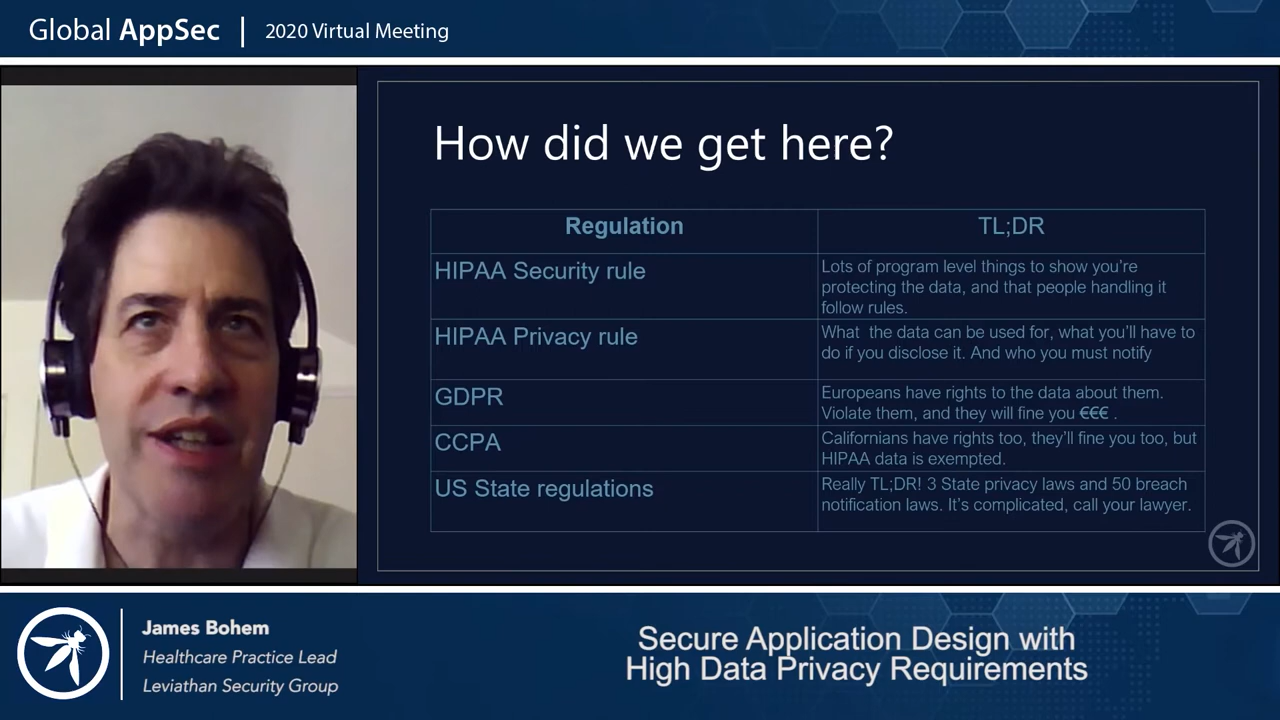 Global AppSec | 2020 Virtual Meeting
How did we get here?
Regulation
TL;DR
HIPAA Security rule
Lots of program level things to show you're
protecting the data, and that people handling it
follow rules.
HIPAA Privacy rule
What the data can be used for, what you'll have to
do if you disclose it. And who you must notify
GDPR
Europeans have rights to the data about them.
Violate them, and they will fine you €€€ .
CCPA
Californians have rights too, they'll fine you too, but
HIPAA data is exempted.
US State regulations
Really TL;DR! 3 State privacy laws and 50 breach
notification laws. It's complicated, call your lawyer.
James Bohem
Healthcare Practice Lead
Leviathan Security Group
Secure Application Design with
High Data Privacy Requirements